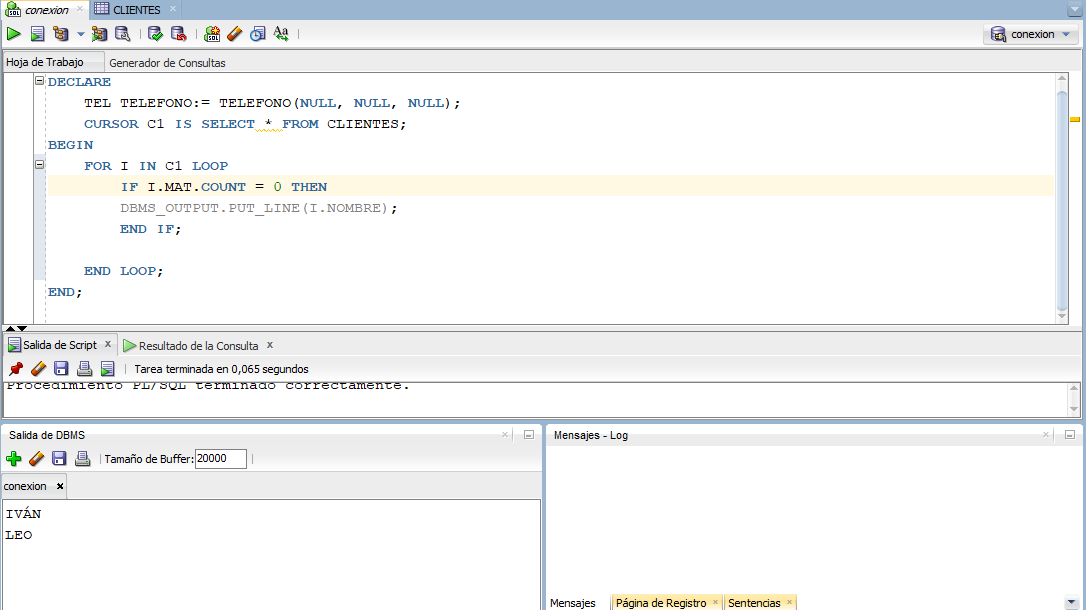 conexion
CLIENTES
conexion
Hoja de Trabajo
Generador de Consultas
DECLARE
TEL TELEFONO:= TELEFONO(NULL, NULL, NULL);
CURSOR C1 IS SELECT * FROM CLIENTES;
BEGIN
FOR I IN C1 LOOP
IF I.MAT.COUNT = 0 THEN
DBMS_OUTPUT.PUT_LINE(I.NOMBRE);
END IF;
END LOOP;
END;
Salida de Script x
Resultado de la Consulta x
Tarea terminada en 0,065 segundos
Procedimiento PL/SQL terminado correctamente.
Salida de DBMS
Tamaño de Buffer: 20000
conexion
IVÁN
LEO
Mensajes - Log
Mensajes
Página de Registro
Sentencias